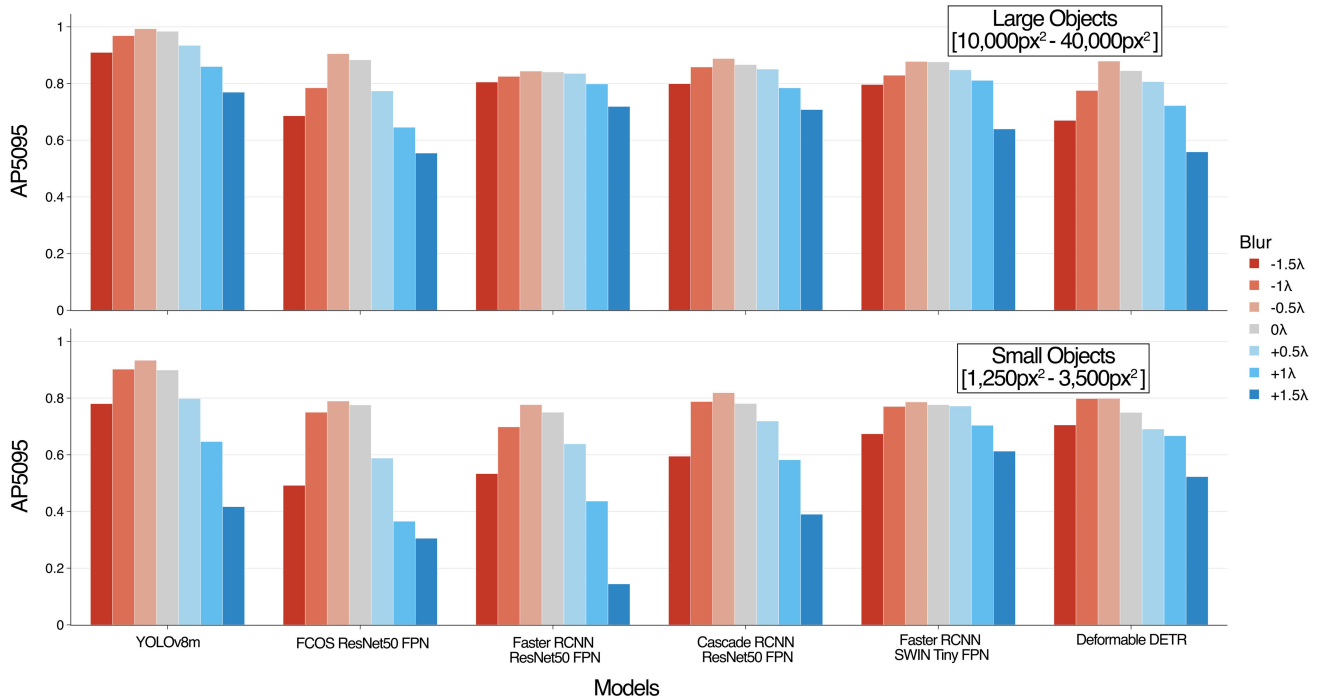 Large Objects
[10,000px² - 40,000px²]
AP5095
1
0.8
0.6
0.4
0.2
0
Blur
-1.5λ
-1λ
-0.5λ
0λ
+0.5λ
+1λ
+1.5λ
Small Objects
[1,250px² - 3,500px²]
AP5095
1
0.8
0.6
0.4
0.2
0
YOLOv8m
FCOS ResNet50 FPN
Faster RCNN
ResNet50 FPN
Cascade RCNN
ResNet50 FPN
Faster RCNN
SWIN Tiny FPN
Deformable DETR
Models